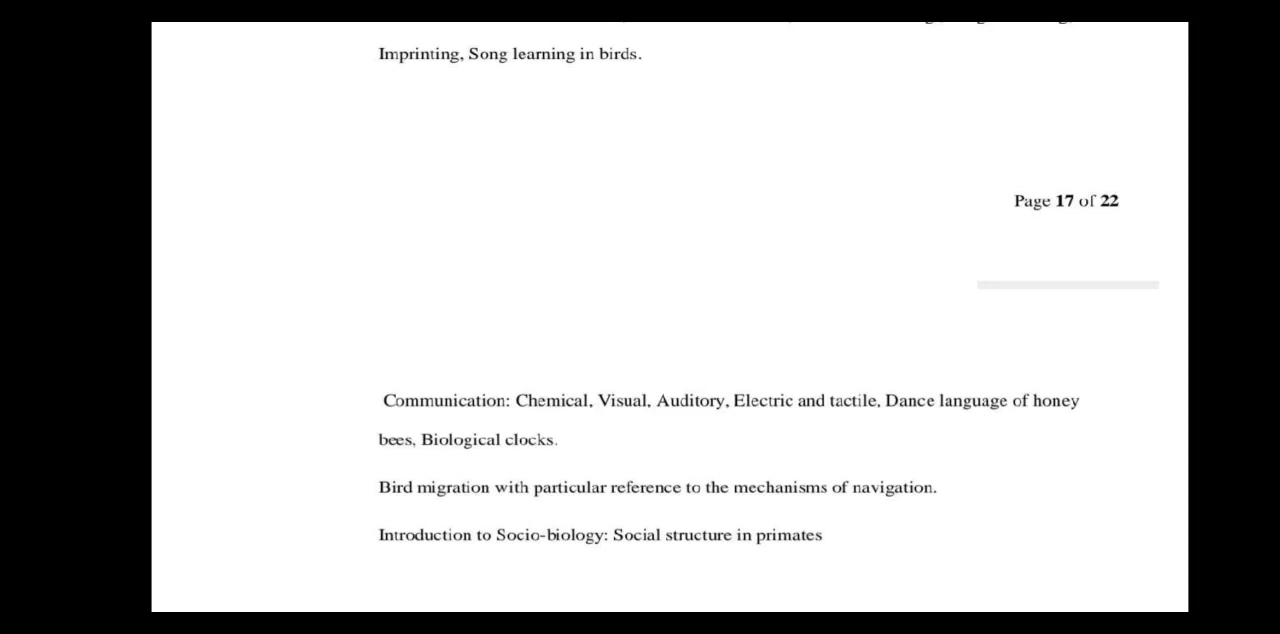 Imprinting, Song learning in birds.
Page 17 of 22
Communication: Chemical, Visual, Auditory, Electric and tactile, Dance language of honey
bees, Biological clocks.
Bird migration with particular reference to the mechanisms of navigation.
Introduction to Socio-biology: Social structure in primates